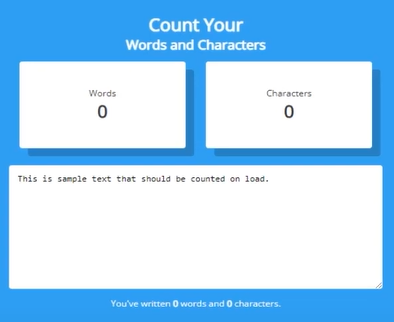 Count Your
Words and Characters
Words
0
Characters
0
This is sample text that should be counted on load.
You've written 0 words and 0 characters.